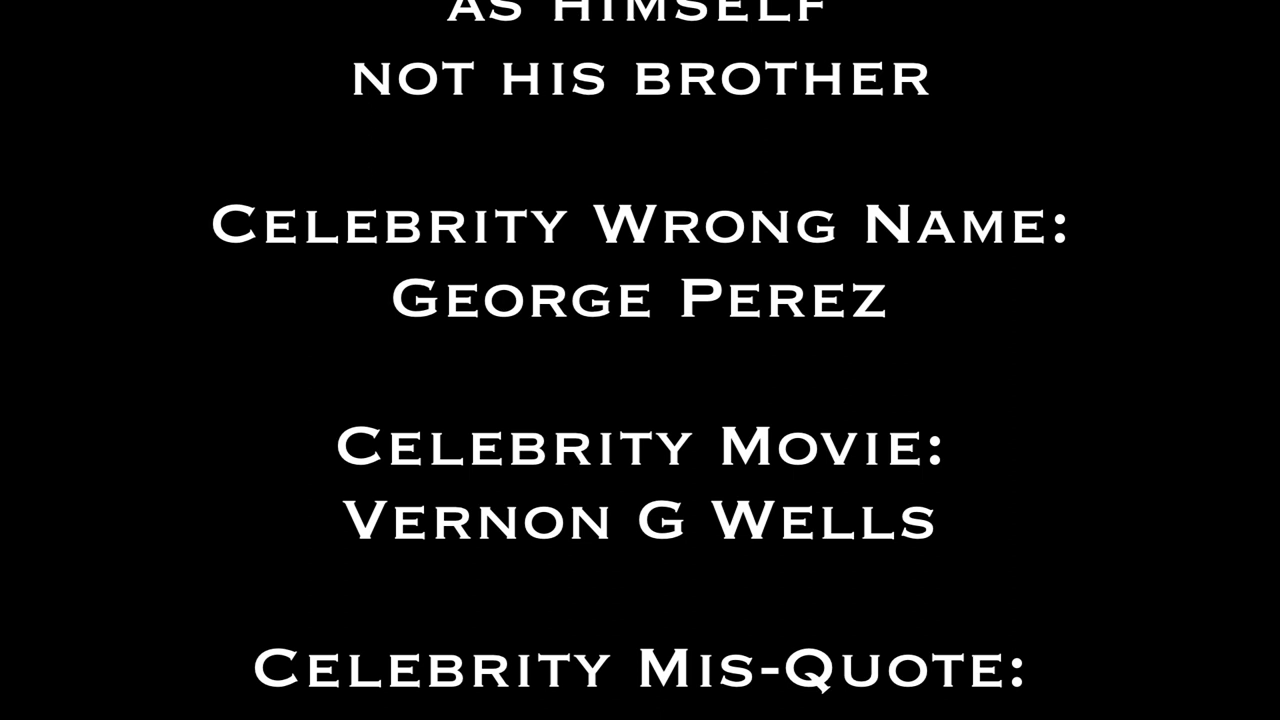 AS HIMSELF
NOT HIS BROTHER
CELEBRITY WRONG NAME:
GEORGE PEREZ
CELEBRITY MOVIE:
VERNON G WELLS
CELEBRITY MIS-QUOTE: